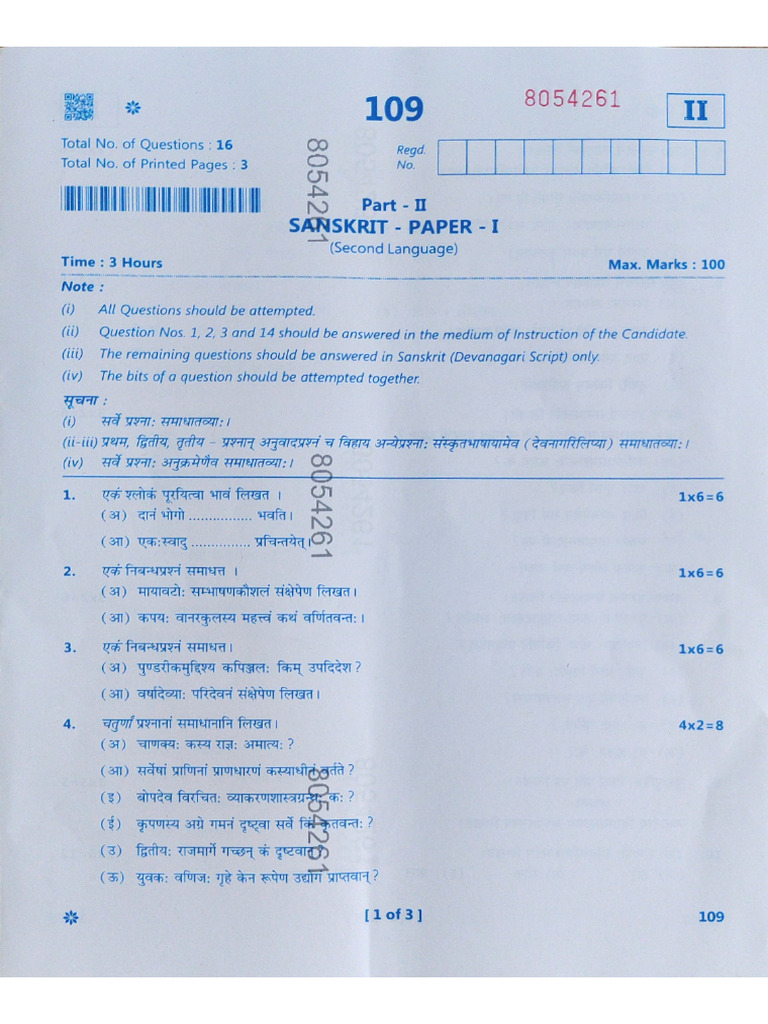 109
8054261
II
Total No. of Questions : 16
Total No. of Printed Pages : 3
Regd.
No.
8054261
Part - II
SANSKRIT - PAPER - I
(Second Language)
Time : 3 Hours
Max. Marks : 100
Note :
(i) All Questions should be attempted.
(ii) Question Nos. 1, 2, 3 and 14 should be answered in the medium of Instruction of the Candidate.
(iii) The remaining questions should be answered in Sanskrit (Devanagari Script) only.
(iv) The bits of a question should be attempted together.
सूचना :
(i) सर्वे प्रश्नाः समाधातव्याः।
(ii-iii) प्रथम, द्वितीय, तृतीय - प्रश्नान् अनुवादप्रश्नं च विहाय अन्येप्रश्नाः संस्कृतभाषायामेव (देवनागरिलिप्या) समाधातव्याः।
(iv) सर्वे प्रश्नाः अनुक्रमेणैव समाधातव्याः।
8054261
1. एकं श्लोकं पूरयित्वा भावं लिखत । 1x6=6
(अ) दानं भोगो ................ भवति।
(आ) एकःस्वादु ............... प्रचिन्तयेत्।
2. एकं निबन्धप्रश्नं समाधत्त । 1x6=6
(अ) मायावटोः सम्भाषणकौशलं संक्षेपेण लिखत।
(आ) कपयः वानरकुलस्य महत्त्वं कथं वर्णितवन्तः।
3. एकं निबन्धप्रश्नं समाधत्त। 1x6=6
(अ) पुण्डरीकमुद्दिश्य कपिञ्जलः किम् उपदिदेश?
(आ) वर्षादेव्याः परिदेवनं संक्षेपेण लिखत।
4. चतुर्णां प्रश्नानां समाधानानि लिखत। 4x2=8
(अ) चाणक्यः कस्य राज्ञः अमात्यः?
(आ) सर्वेषां प्राणिनां प्राणधारणं कस्याधीनं वर्तते?
(इ) बोपदेव विरचितः व्याकरणशास्त्रग्रन्थः कः?
(ई) कृपणस्य अग्रे गमनं दृष्ट्वा सर्वे किं कृतवन्तः?
(उ) द्वितीयः राजमार्गे गच्छन् कं दृष्टवान्?
(ऊ) युवकः वणिजः गृहे केन रूपेण उद्योगं प्राप्तवान्?
8054261
[ 1 of 3 ]
109